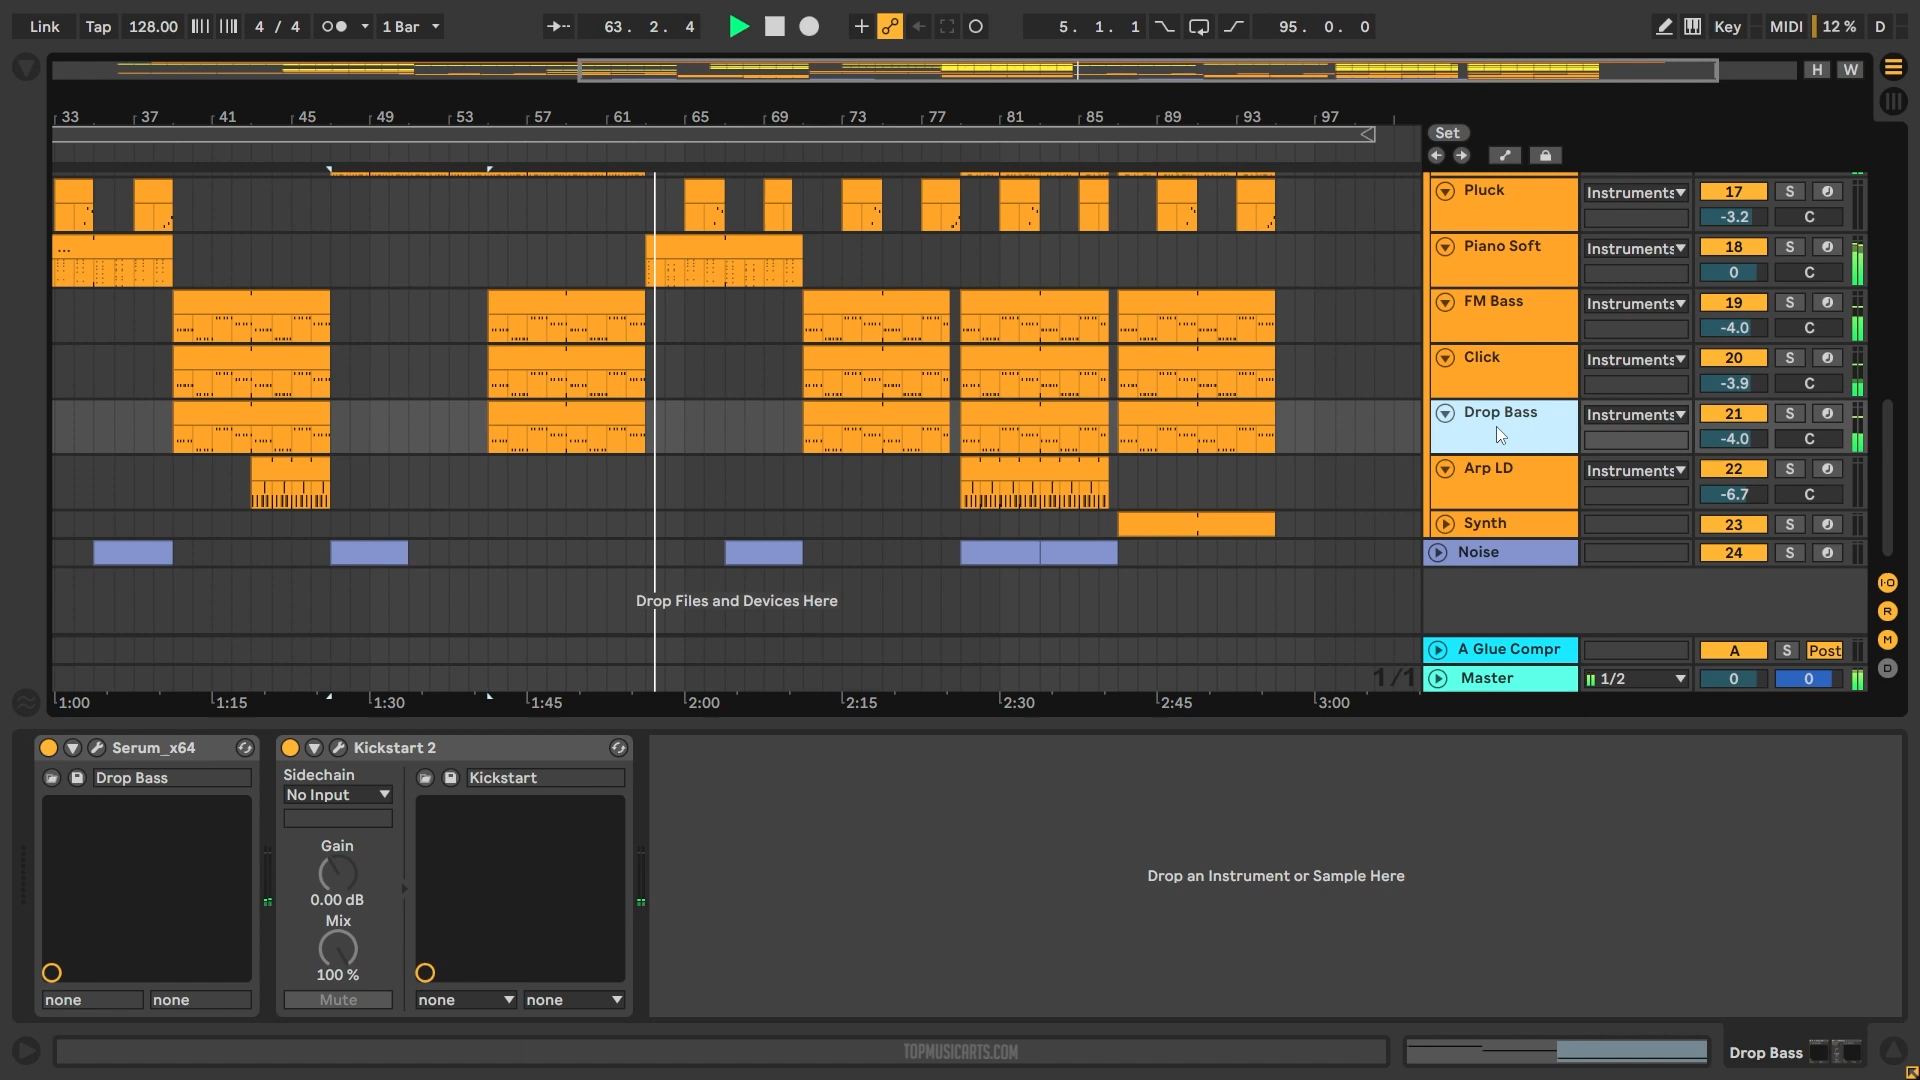 Link Tap 128.00 4 / 4 1 Bar 63. 2. 4 5. 1. 1 95. 0. 0 Key MIDI 12 % D
H W
33 37 41 45 49 53 57 61 65 69 73 77 81 85 89 93 97
Set
Pluck Instruments 17 S
-3.2 C
...
Piano Soft Instruments 18 S
0 C
FM Bass Instruments 19 S
-4.0 C
Click Instruments 20 S
-3.9 C
Drop Bass Instruments 21 S
-4.0 C
Arp LD Instruments 22 S
-6.7 C
Synth 23 S
Noise 24 S
I·O
Drop Files and Devices Here
R
M
A Glue Compr A S Post
D
1/1
Master 1/2 0 0
1:00 1:15 1:30 1:45 2:00 2:15 2:30 2:45 3:00
Serum_x64
Drop Bass
none none
Kickstart 2
Sidechain
No Input
Kickstart
Gain
0.00 dB
Mix
100 %
Mute
none none
Drop an Instrument or Sample Here
TOPMUSICARTS.COM
Drop Bass